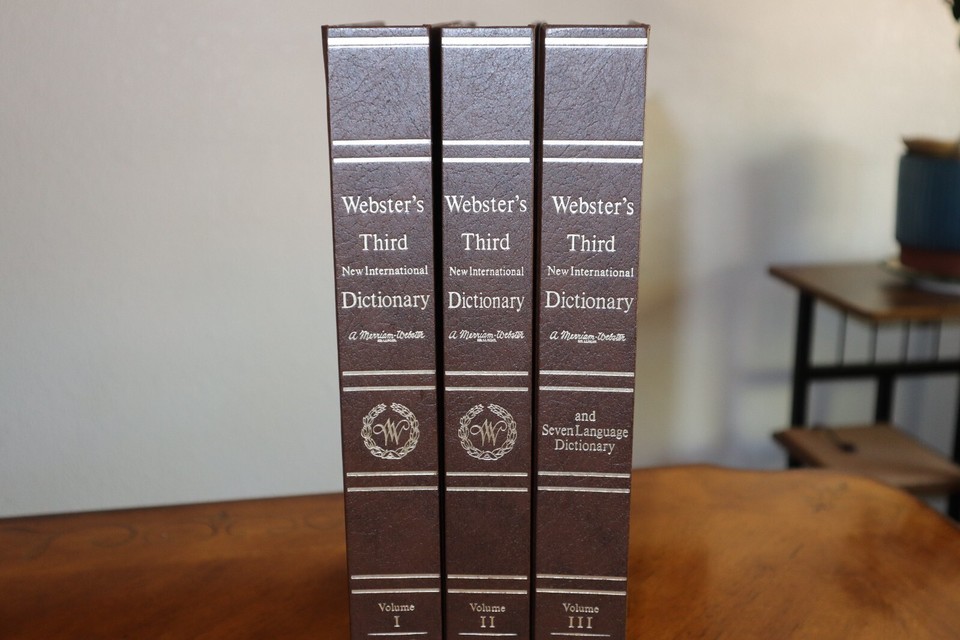 Webster's
Third
New International
Dictionary
A Merriam-Webster
Volume
I
Webster's
Third
New International
Dictionary
A Merriam-Webster
Volume
II
Webster's
Third
New International
Dictionary
A Merriam-Webster
and
Seven Language
Dictionary
Volume
III